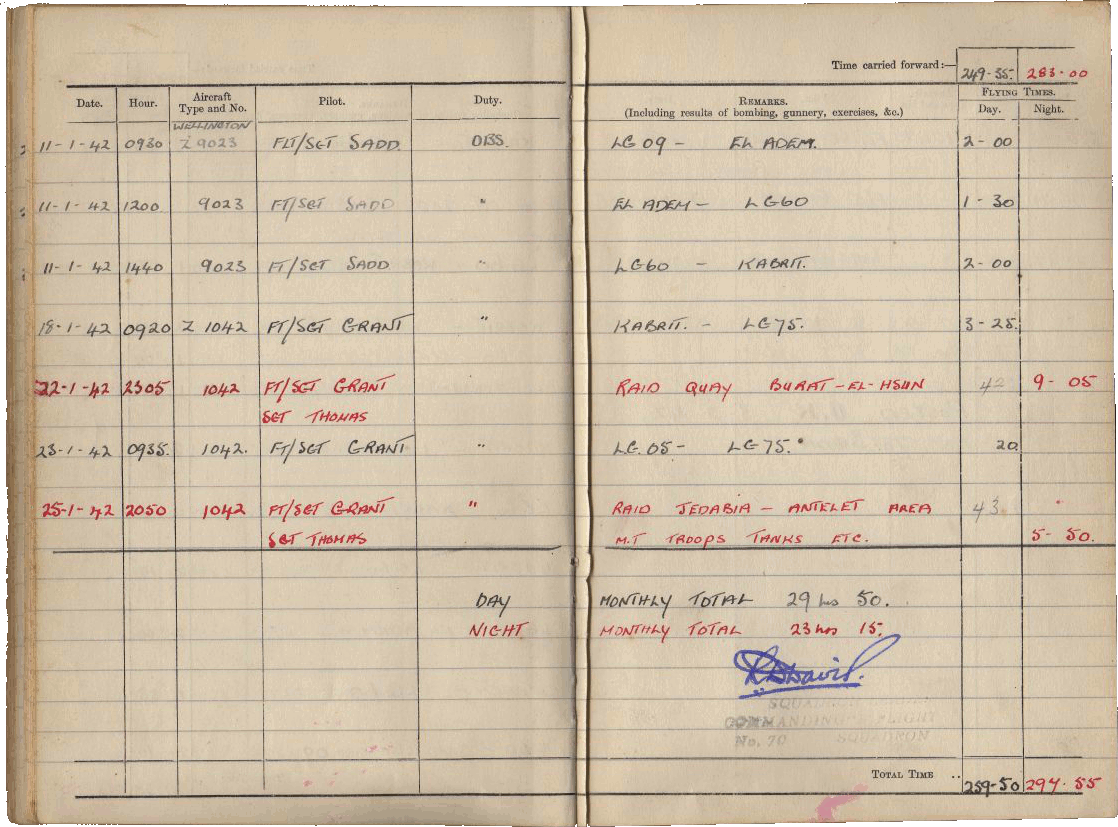 Time carried forward:— 249-35. 283-00
Date. Hour. Aircraft Type and No. Pilot. Duty. REMARKS. (Including results of bombing, gunnery, exercises, &c.) FLYING TIMES. Day. Night.
WELLINGTON
11-1-42 0930 Z 9023 FLT/SGT SADD OBS. LG 09 - EL ADEM. 2-00
11-1-42 1200 9023 FT/SGT SADD " EL ADEM - LG60 1-30
11-1-42 1440 9023 FT/SGT SADD " LG60 - KABRIT. 2-00
18-1-42 0920 Z 1042 FT/SGT GRANT " KABRIT. - LG75. 3-25.
22-1-42 2305 1042 FT/SGT GRANT RAID QUAY BURAT-EL-HSUN 42 9-05
SGT THOMAS
23-1-42 0935. 1042. FT/SGT GRANT " LG.05 - LG75. 20
25-1-42 2050 1042 FT/SGT GRANT " RAID JEDABIA - ANTELET AREA 43
SGT THOMAS M.T TROOPS TANKS ETC. 5-50.
DAY MONTHLY TOTAL 29 hrs 50.
NIGHT MONTHLY TOTAL 23 hrs 15.
SQUADRON LEADER
COMMANDING FLIGHT
No. 70 SQUADRON
TOTAL TIME .. 259-50 297-55